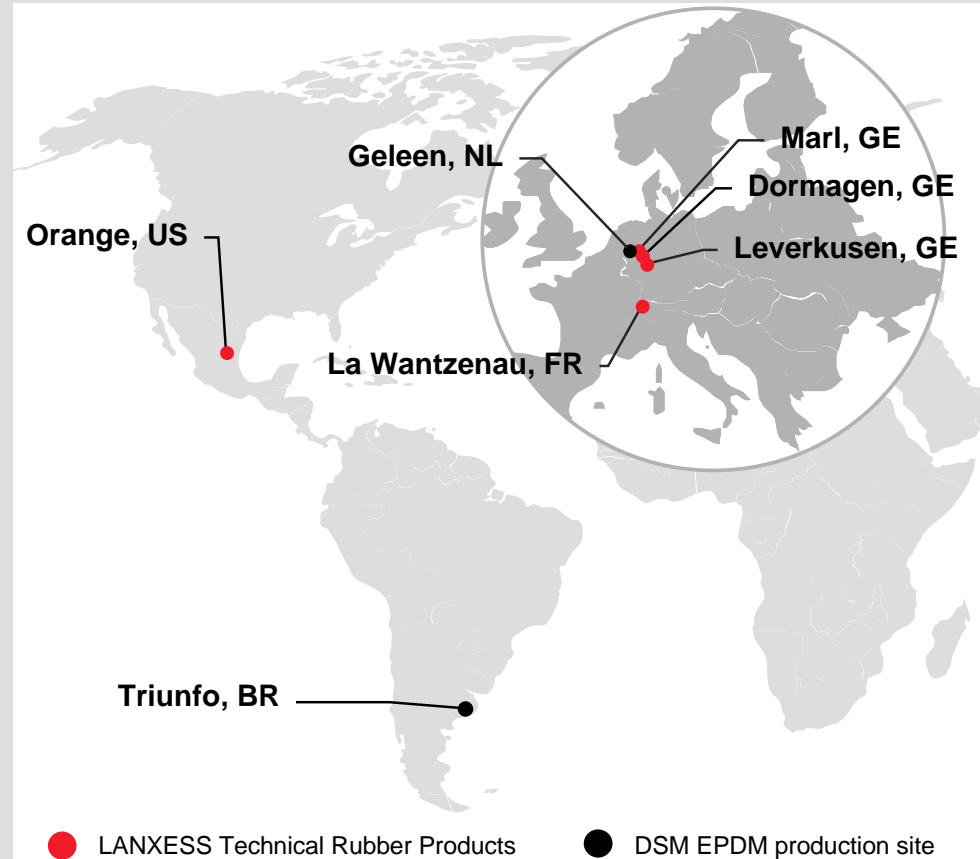 Marl, GE
Geleen, NL
Dormagen, GE
Orange, US
Leverkusen, GE
La Wantzenau, FR
Triunfo, BR
LANXESS Technical Rubber Products
DSM EPDM production site